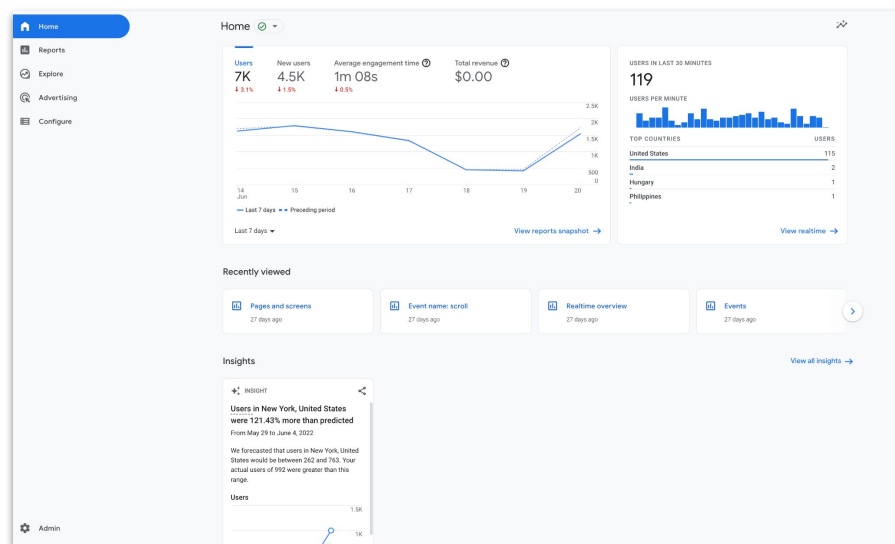 Home
Reports
Explore
Advertising
Configure
Admin
Home
Users
7K
↓ 3.1%
New users
4.5K
↓ 1.5%
Average engagement time
1m 08s
↓ 0.5%
Total revenue
$0.00
2.5K
2K
1.5K
1K
500
0
14 15 16 17 18 19 20
Jun
Last 7 days Preceding period
Last 7 days
View reports snapshot →
USERS IN LAST 30 MINUTES
119
USERS PER MINUTE
TOP COUNTRIES USERS
United States 115
India 2
Hungary 1
Philippines 1
View realtime →
Recently viewed
Pages and screens
27 days ago
Event name: scroll
27 days ago
Realtime overview
27 days ago
Events
27 days ago
Insights
View all insights →
INSIGHT
Users in New York, United States
were 121.43% more than predicted
From May 29 to June 4, 2022
We forecasted that users in New York, United
States would be between 262 and 763. Your
actual users of 992 were greater than this
range.
Users
1.5K
1K